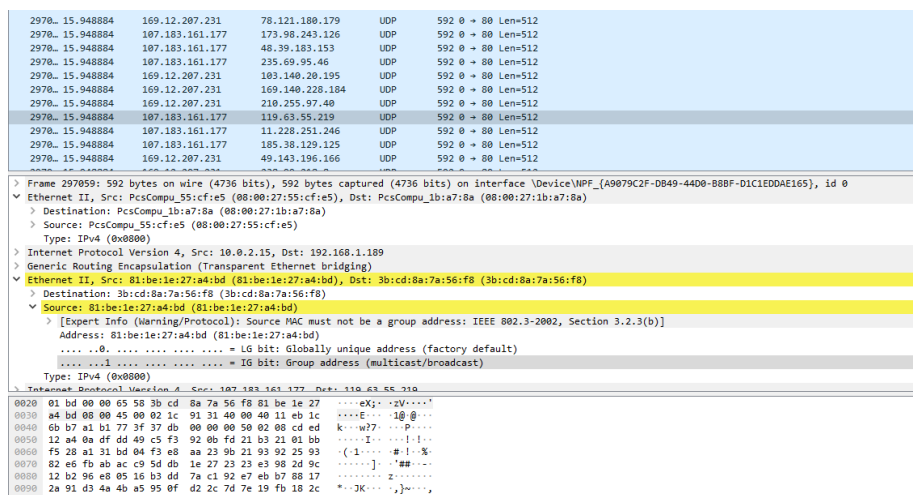 2970… 15.948884 169.12.207.231 78.121.180.179 UDP 592 0 → 80 Len=512
2970… 15.948884 107.183.161.177 173.98.243.126 UDP 592 0 → 80 Len=512
2970… 15.948884 107.183.161.177 48.39.183.153 UDP 592 0 → 80 Len=512
2970… 15.948884 107.183.161.177 235.69.95.46 UDP 592 0 → 80 Len=512
2970… 15.948884 169.12.207.231 103.140.20.195 UDP 592 0 → 80 Len=512
2970… 15.948884 169.12.207.231 169.140.228.184 UDP 592 0 → 80 Len=512
2970… 15.948884 169.12.207.231 210.255.97.40 UDP 592 0 → 80 Len=512
2970… 15.948884 107.183.161.177 119.63.55.219 UDP 592 0 → 80 Len=512
2970… 15.948884 107.183.161.177 11.228.251.246 UDP 592 0 → 80 Len=512
2970… 15.948884 107.183.161.177 185.38.129.125 UDP 592 0 → 80 Len=512
2970… 15.948884 169.12.207.231 49.143.196.166 UDP 592 0 → 80 Len=512
Frame 297059: 592 bytes on wire (4736 bits), 592 bytes captured (4736 bits) on interface \Device\NPF_{A9079C2F-DB49-44D0-B8BF-D1C1EDDAE165}, id 0
Ethernet II, Src: PcsCompu_55:cf:e5 (08:00:27:55:cf:e5), Dst: PcsCompu_1b:a7:8a (08:00:27:1b:a7:8a)
Destination: PcsCompu_1b:a7:8a (08:00:27:1b:a7:8a)
Source: PcsCompu_55:cf:e5 (08:00:27:55:cf:e5)
Type: IPv4 (0x0800)
Internet Protocol Version 4, Src: 10.0.2.15, Dst: 192.168.1.189
Generic Routing Encapsulation (Transparent Ethernet bridging)
Ethernet II, Src: 81:be:1e:27:a4:bd (81:be:1e:27:a4:bd), Dst: 3b:cd:8a:7a:56:f8 (3b:cd:8a:7a:56:f8)
Destination: 3b:cd:8a:7a:56:f8 (3b:cd:8a:7a:56:f8)
Source: 81:be:1e:27:a4:bd (81:be:1e:27:a4:bd)
[Expert Info (Warning/Protocol): Source MAC must not be a group address: IEEE 802.3-2002, Section 3.2.3(b)]
Address: 81:be:1e:27:a4:bd (81:be:1e:27:a4:bd)
.... ..0. .... .... .... .... = LG bit: Globally unique address (factory default)
.... ...1 .... .... .... .... = IG bit: Group address (multicast/broadcast)
Type: IPv4 (0x0800)
Internet Protocol Version 4, Src: 107.183.161.177, Dst: 119.63.55.219
0020 01 bd 00 00 65 58 3b cd 8a 7a 56 f8 81 be 1e 27 ····eX;· ·zV····'
0030 a4 bd 08 00 45 00 02 1c 91 31 40 00 40 11 eb 1c ····E··· ·1@·@···
0040 6b b7 a1 b1 77 3f 37 db 00 00 00 50 02 08 cd ed k···w?7· ···P····
0050 12 a4 0a df dd 49 c5 f3 92 0b fd 21 b3 21 01 bb ·····I·· ···!·!··
0060 f5 28 a1 31 bd 04 f3 e8 aa 23 9b 21 93 92 25 93 ·(·1···· ·#·!··%·
0070 82 e6 fb ab ac c9 5d db 1e 27 23 23 e3 98 2d 9c ······]· ·'##··-·
0080 12 b2 96 e8 05 16 b3 dd 7a c1 92 e7 eb b7 88 17 ········ z·······
0090 2a 91 d3 4a 4b a5 95 0f d2 2c 7d 7e 19 fb 18 2c *··JK··· ·,}~···,